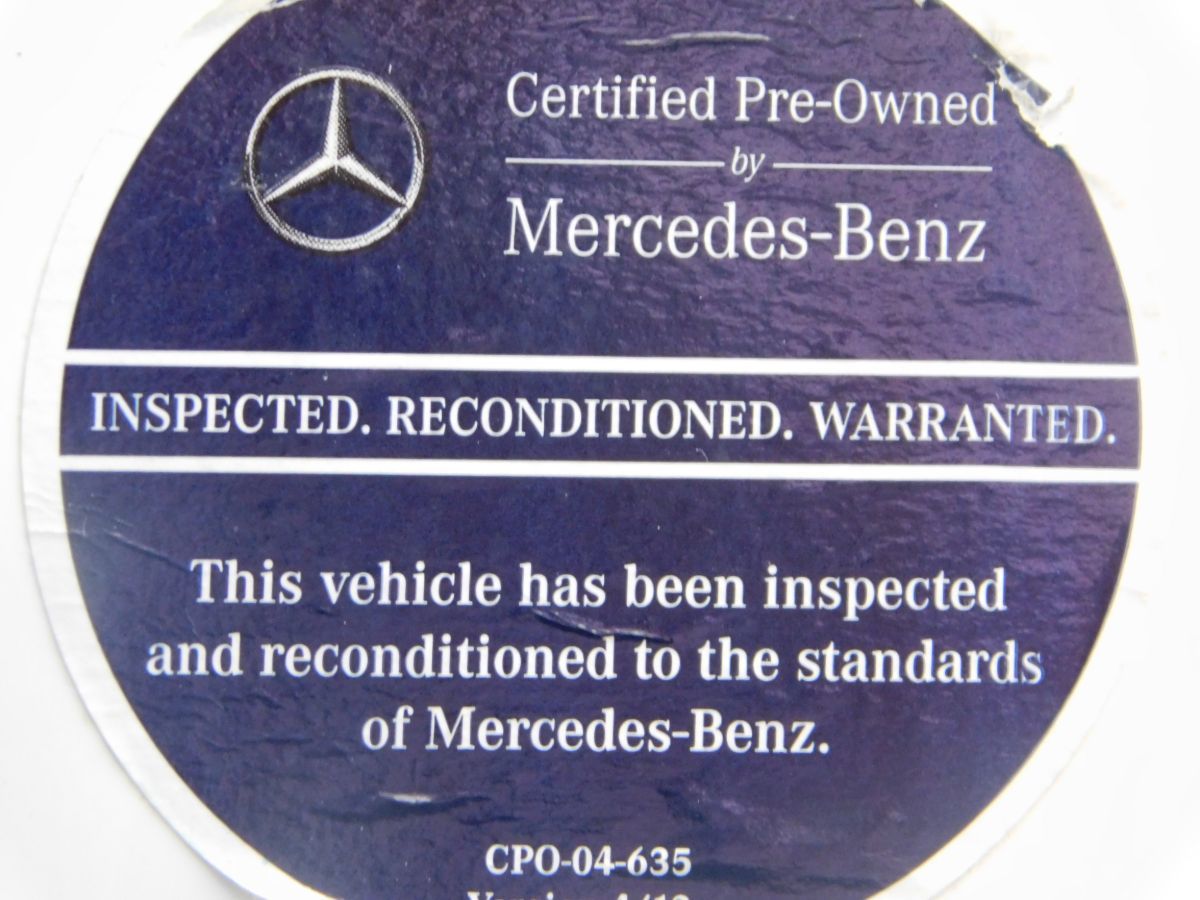 Certified Pre-Owned
by
Mercedes-Benz
INSPECTED. RECONDITIONED. WARRANTED.
This vehicle has been inspected
and reconditioned to the standards
of Mercedes-Benz.
CPO-04-635